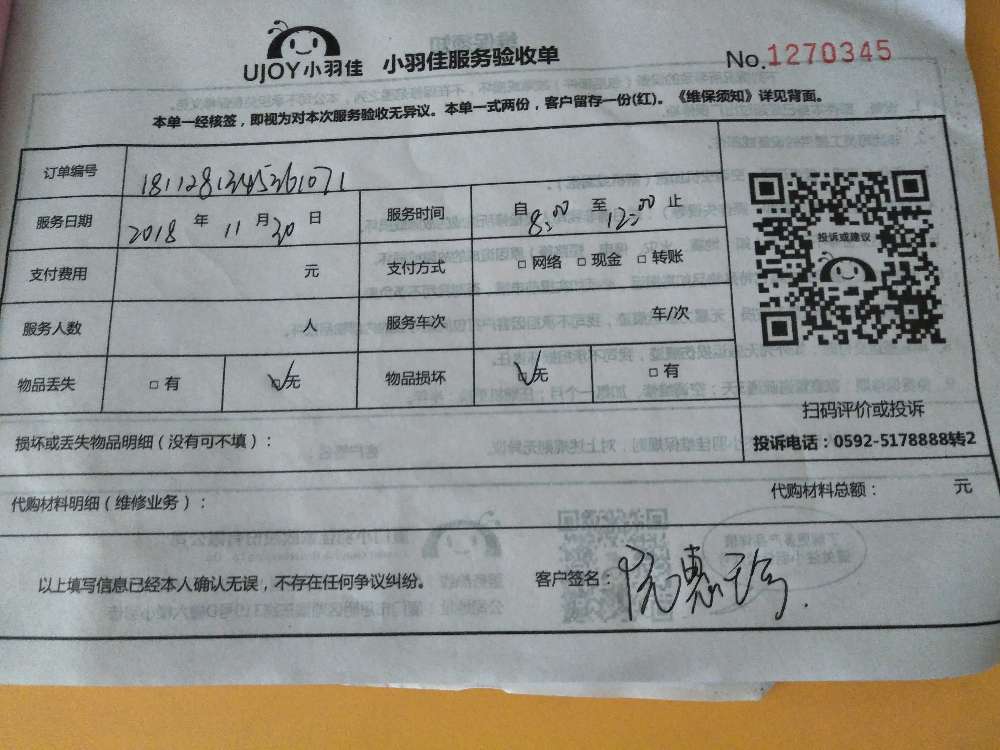 UJOY小羽佳 小羽佳服务验收单 No.1270345
本单一经核签，即视为对本次服务验收无异议。本单一式两份，客户留存一份(红)。《维保须知》详见背面。
订单编号 1811281345361071
服务日期 2018 年 11 月 30 日 服务时间 自 8:00 至 12:00 止
支付费用 元 支付方式 □ 网络 □ 现金 □ 转账
服务人数 人 服务车次 车/次
物品丢失 □ 有 □ 无 物品损坏 □ 无 □ 有
投诉或建议
扫码评价或投诉
投诉电话：0592-5178888转2
损坏或丢失物品明细（没有可不填）：
代购材料明细（维修业务）： 代购材料总额： 元
以上填写信息已经本人确认无误，不存在任何争议纠纷。 客户签名：